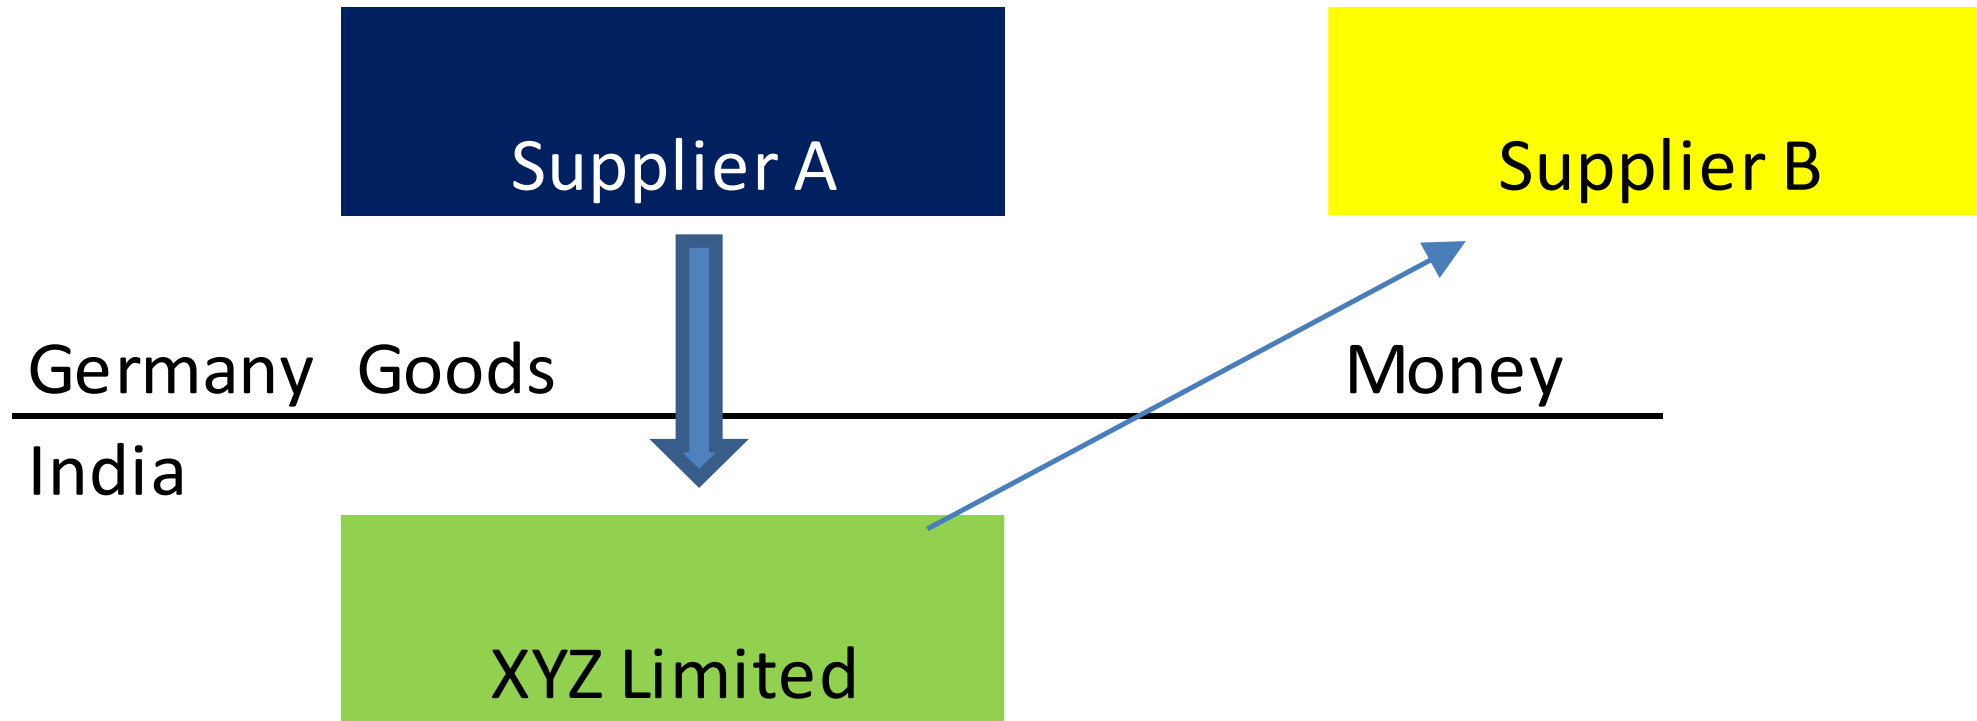 Supplier A
Supplier B
Germany
Goods
Money
India
XYZ Limited